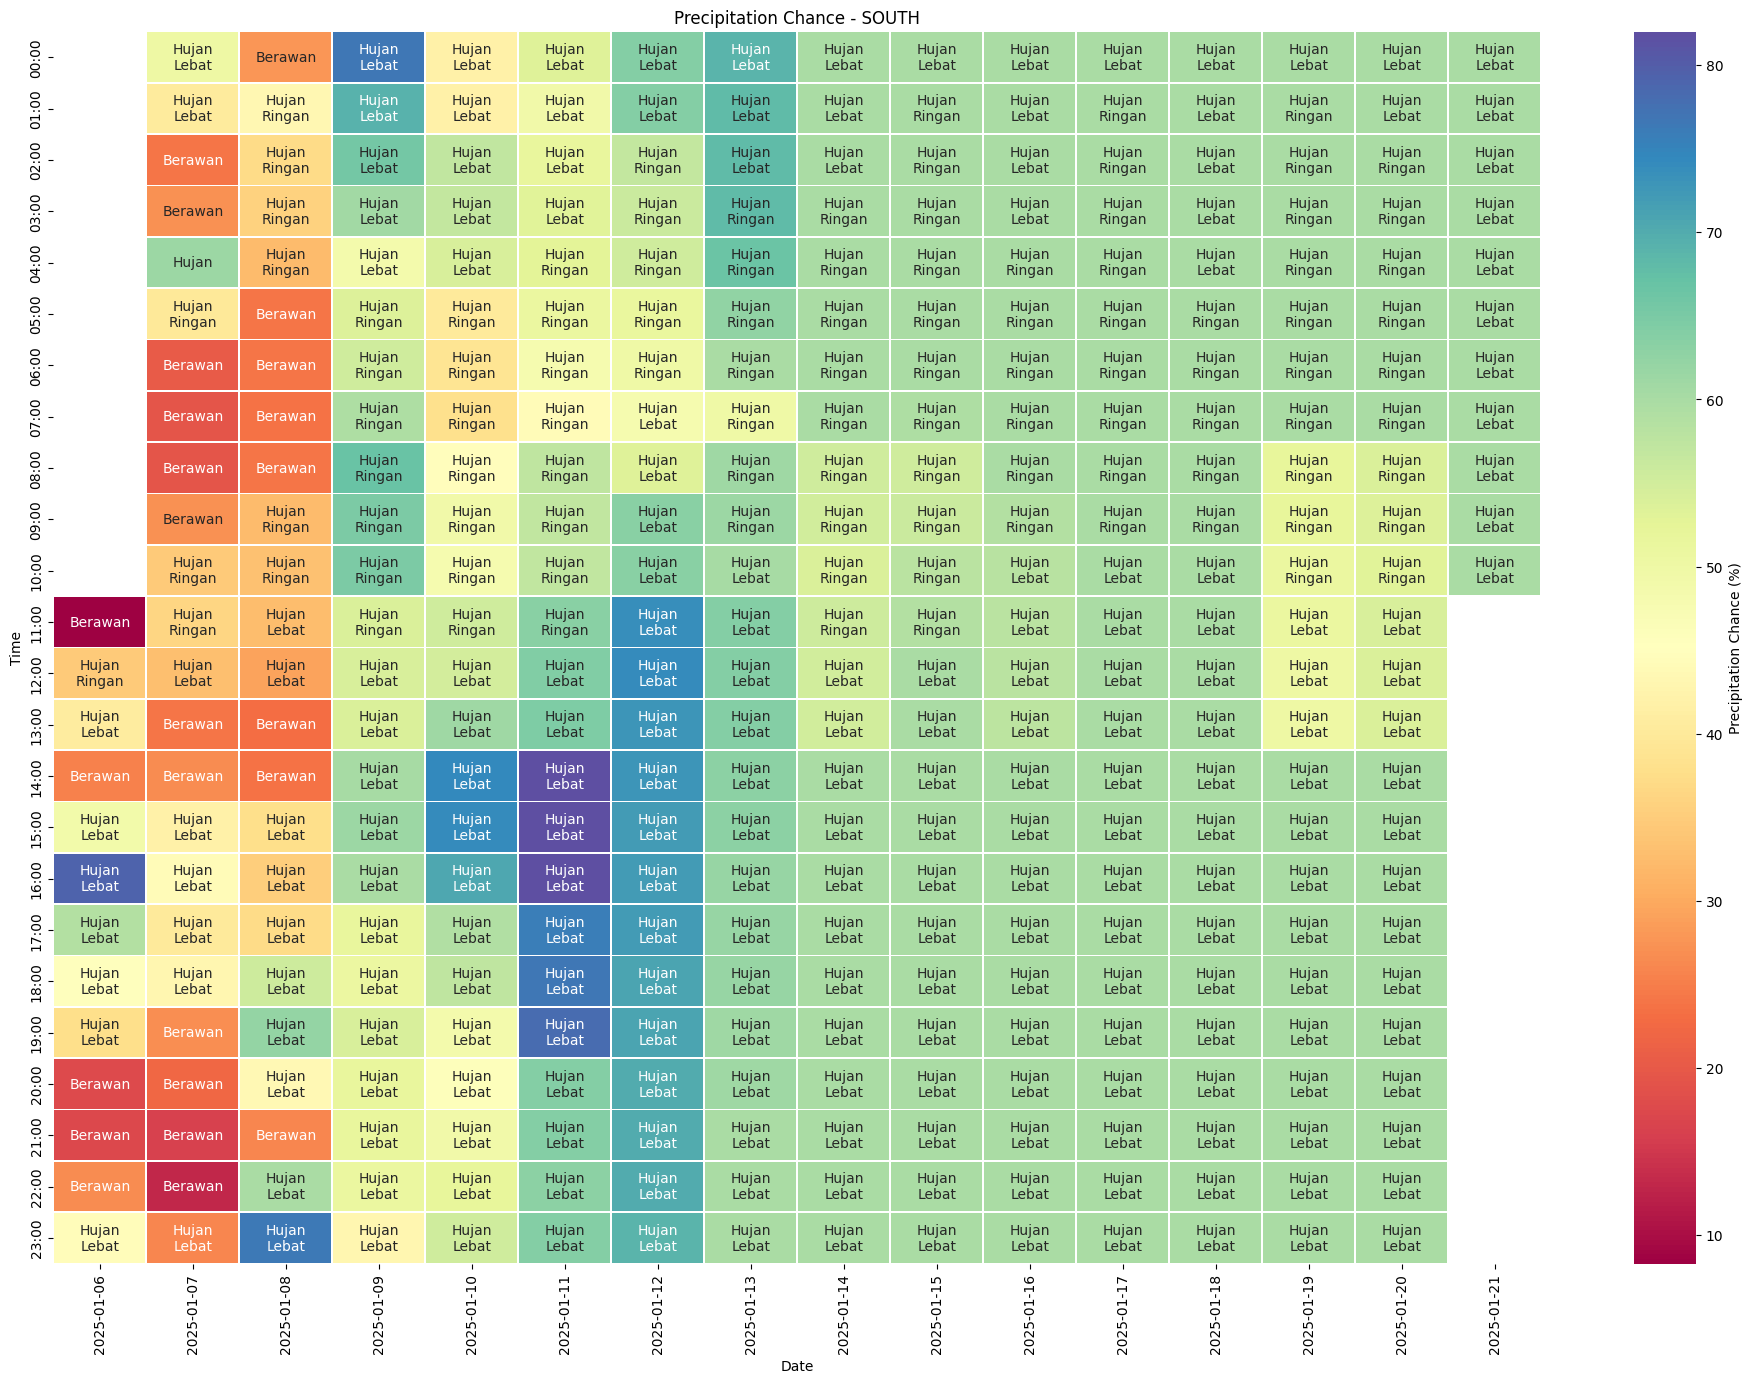 Precipitation Chance - SOUTH
00:00 Hujan Lebat Berawan Hujan Lebat Hujan Lebat Hujan Lebat Hujan Lebat Hujan Lebat Hujan Lebat Hujan Lebat Hujan Lebat Hujan Lebat Hujan Lebat Hujan Lebat Hujan Lebat Hujan Lebat
01:00 Hujan Lebat Hujan Ringan Hujan Lebat Hujan Lebat Hujan Lebat Hujan Lebat Hujan Lebat Hujan Lebat Hujan Ringan Hujan Lebat Hujan Ringan Hujan Lebat Hujan Ringan Hujan Lebat Hujan Lebat
02:00 Berawan Hujan Ringan Hujan Lebat Hujan Lebat Hujan Lebat Hujan Ringan Hujan Lebat Hujan Lebat Hujan Ringan Hujan Lebat Hujan Ringan Hujan Lebat Hujan Ringan Hujan Ringan Hujan Lebat
03:00 Berawan Hujan Ringan Hujan Lebat Hujan Lebat Hujan Lebat Hujan Ringan Hujan Ringan Hujan Ringan Hujan Ringan Hujan Lebat Hujan Ringan Hujan Lebat Hujan Ringan Hujan Ringan Hujan Lebat
04:00 Hujan Hujan Ringan Hujan Lebat Hujan Lebat Hujan Ringan Hujan Ringan Hujan Ringan Hujan Ringan Hujan Ringan Hujan Ringan Hujan Ringan Hujan Lebat Hujan Ringan Hujan Ringan Hujan Lebat
05:00 Hujan Ringan Berawan Hujan Ringan Hujan Ringan Hujan Ringan Hujan Ringan Hujan Ringan Hujan Ringan Hujan Ringan Hujan Ringan Hujan Ringan Hujan Ringan Hujan Ringan Hujan Ringan Hujan Lebat
06:00 Berawan Berawan Hujan Ringan Hujan Ringan Hujan Ringan Hujan Ringan Hujan Ringan Hujan Ringan Hujan Ringan Hujan Ringan Hujan Ringan Hujan Ringan Hujan Ringan Hujan Ringan Hujan Lebat
07:00 Berawan Berawan Hujan Ringan Hujan Ringan Hujan Ringan Hujan Lebat Hujan Ringan Hujan Ringan Hujan Ringan Hujan Ringan Hujan Ringan Hujan Ringan Hujan Ringan Hujan Ringan Hujan Lebat
08:00 Berawan Berawan Hujan Ringan Hujan Ringan Hujan Ringan Hujan Lebat Hujan Ringan Hujan Ringan Hujan Ringan Hujan Ringan Hujan Ringan Hujan Ringan Hujan Ringan Hujan Ringan Hujan Lebat
09:00 Berawan Hujan Ringan Hujan Ringan Hujan Ringan Hujan Ringan Hujan Lebat Hujan Ringan Hujan Ringan Hujan Ringan Hujan Ringan Hujan Ringan Hujan Ringan Hujan Ringan Hujan Ringan Hujan Lebat
10:00 Hujan Ringan Hujan Ringan Hujan Ringan Hujan Ringan Hujan Ringan Hujan Lebat Hujan Lebat Hujan Ringan Hujan Ringan Hujan Lebat Hujan Lebat Hujan Lebat Hujan Ringan Hujan Ringan Hujan Lebat
11:00 Berawan Hujan Ringan Hujan Lebat Hujan Ringan Hujan Ringan Hujan Ringan Hujan Lebat Hujan Lebat Hujan Ringan Hujan Ringan Hujan Lebat Hujan Lebat Hujan Lebat Hujan Lebat Hujan Lebat
12:00 Hujan Ringan Hujan Lebat Hujan Lebat Hujan Lebat Hujan Lebat Hujan Lebat Hujan Lebat Hujan Lebat Hujan Lebat Hujan Lebat Hujan Lebat Hujan Lebat Hujan Lebat Hujan Lebat Hujan Lebat
13:00 Hujan Lebat Berawan Berawan Hujan Lebat Hujan Lebat Hujan Lebat Hujan Lebat Hujan Lebat Hujan Lebat Hujan Lebat Hujan Lebat Hujan Lebat Hujan Lebat Hujan Lebat Hujan Lebat
14:00 Berawan Berawan Berawan Hujan Lebat Hujan Lebat Hujan Lebat Hujan Lebat Hujan Lebat Hujan Lebat Hujan Lebat Hujan Lebat Hujan Lebat Hujan Lebat Hujan Lebat Hujan Lebat
15:00 Hujan Lebat Hujan Lebat Hujan Lebat Hujan Lebat Hujan Lebat Hujan Lebat Hujan Lebat Hujan Lebat Hujan Lebat Hujan Lebat Hujan Lebat Hujan Lebat Hujan Lebat Hujan Lebat Hujan Lebat
16:00 Hujan Lebat Hujan Lebat Hujan Lebat Hujan Lebat Hujan Lebat Hujan Lebat Hujan Lebat Hujan Lebat Hujan Lebat Hujan Lebat Hujan Lebat Hujan Lebat Hujan Lebat Hujan Lebat Hujan Lebat
17:00 Hujan Lebat Hujan Lebat Hujan Lebat Hujan Lebat Hujan Lebat Hujan Lebat Hujan Lebat Hujan Lebat Hujan Lebat Hujan Lebat Hujan Lebat Hujan Lebat Hujan Lebat Hujan Lebat Hujan Lebat
18:00 Hujan Lebat Hujan Lebat Hujan Lebat Hujan Lebat Hujan Lebat Hujan Lebat Hujan Lebat Hujan Lebat Hujan Lebat Hujan Lebat Hujan Lebat Hujan Lebat Hujan Lebat Hujan Lebat Hujan Lebat
19:00 Hujan Lebat Berawan Hujan Lebat Hujan Lebat Hujan Lebat Hujan Lebat Hujan Lebat Hujan Lebat Hujan Lebat Hujan Lebat Hujan Lebat Hujan Lebat Hujan Lebat Hujan Lebat Hujan Lebat
20:00 Berawan Berawan Hujan Lebat Hujan Lebat Hujan Lebat Hujan Lebat Hujan Lebat Hujan Lebat Hujan Lebat Hujan Lebat Hujan Lebat Hujan Lebat Hujan Lebat Hujan Lebat Hujan Lebat
21:00 Berawan Berawan Berawan Hujan Lebat Hujan Lebat Hujan Lebat Hujan Lebat Hujan Lebat Hujan Lebat Hujan Lebat Hujan Lebat Hujan Lebat Hujan Lebat Hujan Lebat Hujan Lebat
22:00 Berawan Berawan Hujan Lebat Hujan Lebat Hujan Lebat Hujan Lebat Hujan Lebat Hujan Lebat Hujan Lebat Hujan Lebat Hujan Lebat Hujan Lebat Hujan Lebat Hujan Lebat Hujan Lebat
23:00 Hujan Lebat Hujan Lebat Hujan Lebat Hujan Lebat Hujan Lebat Hujan Lebat Hujan Lebat Hujan Lebat Hujan Lebat Hujan Lebat Hujan Lebat Hujan Lebat Hujan Lebat Hujan Lebat Hujan Lebat
Time
2025-01-06 2025-01-07 2025-01-08 2025-01-09 2025-01-10 2025-01-11 2025-01-12 2025-01-13 2025-01-14 2025-01-15 2025-01-16 2025-01-17 2025-01-18 2025-01-19 2025-01-20 2025-01-21
Date
80
70
60
50
40
30
20
10
Precipitation Chance (%)